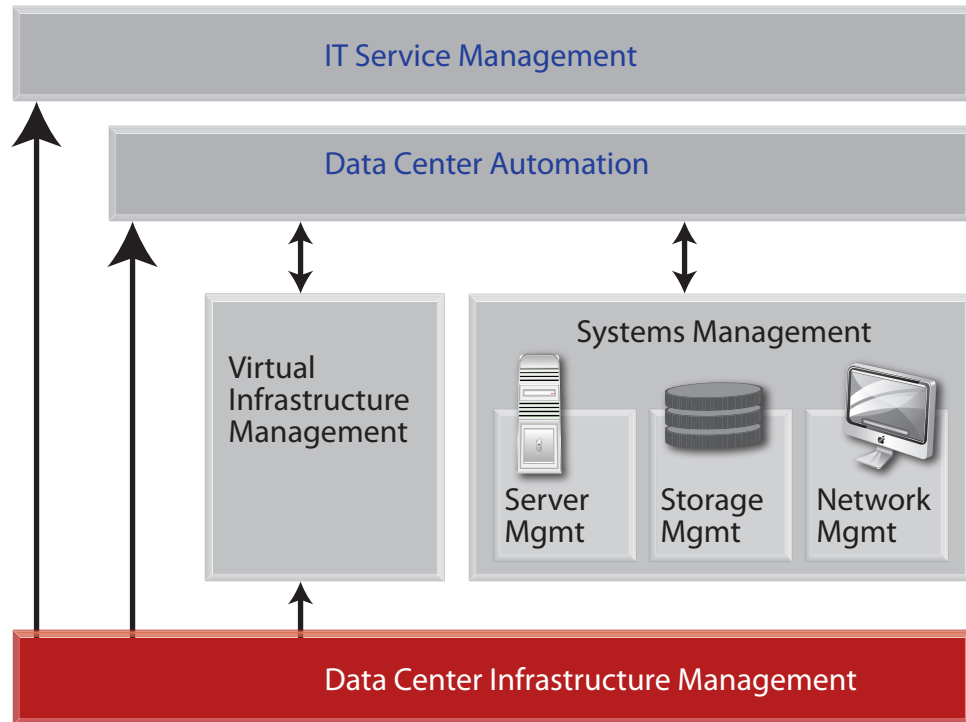 IT Service Management
Data Center Automation
Virtual
Infrastructure
Management
Systems Management
Server
Mgmt
Storage
Mgmt
Network
Mgmt
Data Center Infrastructure Management